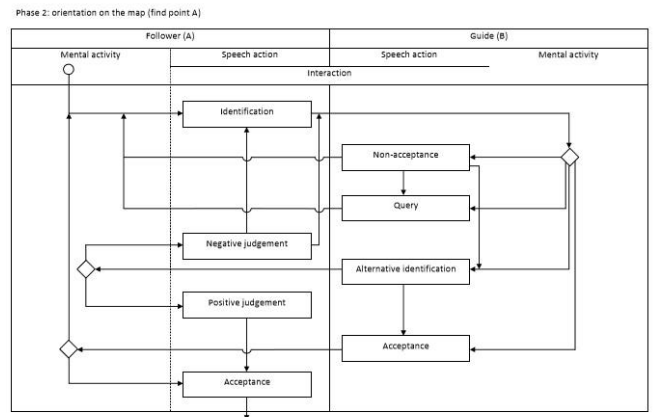 Phase 2: orientation on the map (find point A)
Follower (A)
Guide (B)
Mental activity
Speech action
Speech action
Mental activity
Interaction
Identification
Non-acceptance
Query
Negative judgement
Alternative identification
Positive judgement
Acceptance
Acceptance